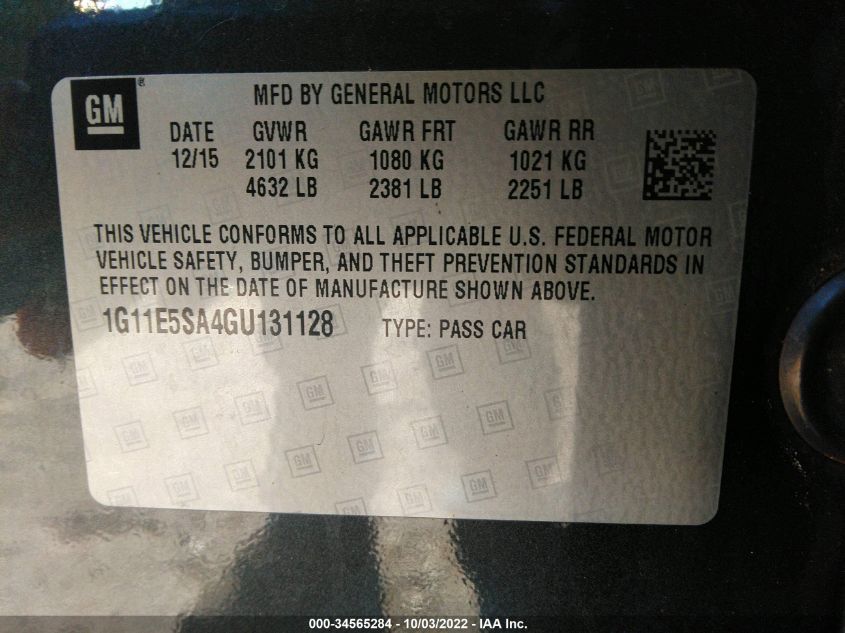 GM ®
MFD BY GENERAL MOTORS LLC
DATE GVWR GAWR FRT GAWR RR
12/15 2101 KG 1080 KG 1021 KG
4632 LB 2381 LB 2251 LB
THIS VEHICLE CONFORMS TO ALL APPLICABLE U.S. FEDERAL MOTOR
VEHICLE SAFETY, BUMPER, AND THEFT PREVENTION STANDARDS IN
EFFECT ON THE DATE OF MANUFACTURE SHOWN ABOVE.
1G11E5SA4GU131128 TYPE: PASS CAR
000-34565284 - 10/03/2022 - IAA Inc.